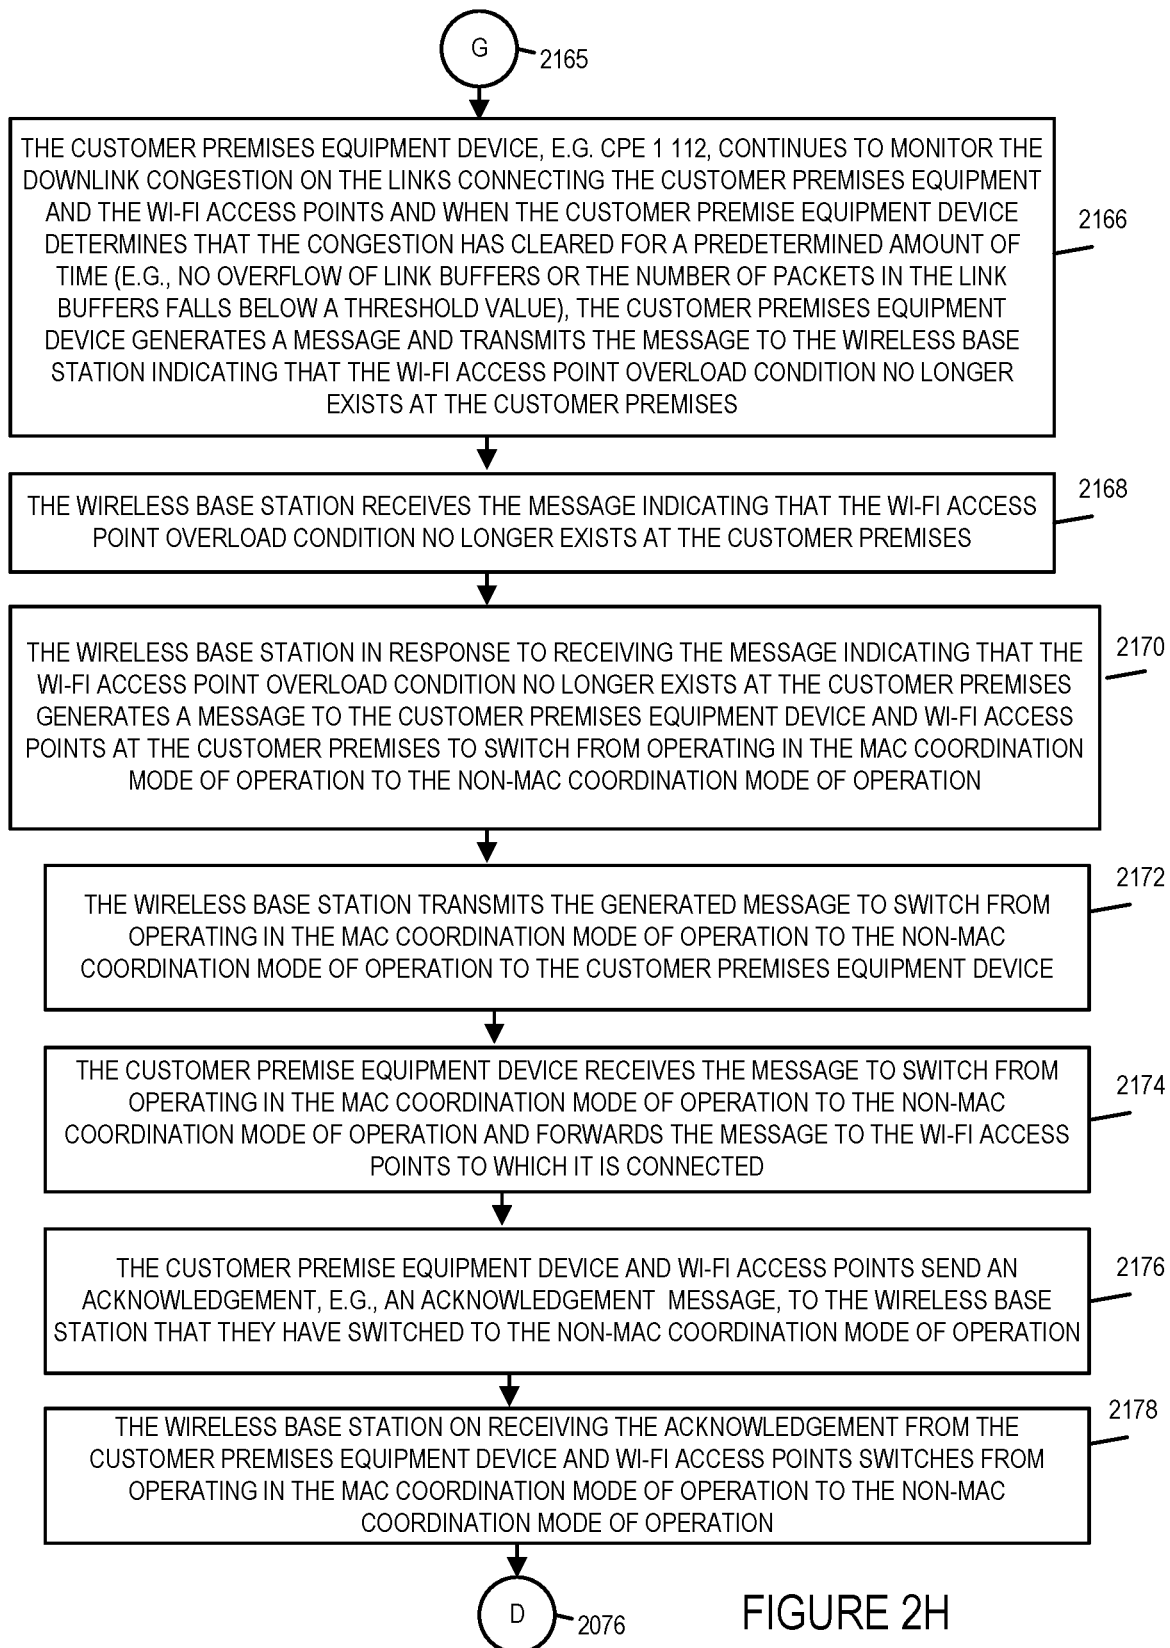 G
2165
THE CUSTOMER PREMISES EQUIPMENT DEVICE, E.G. CPE 1 112, CONTINUES TO MONITOR THE
DOWNLINK CONGESTION ON THE LINKS CONNECTING THE CUSTOMER PREMISES EQUIPMENT
AND THE WI-FI ACCESS POINTS AND WHEN THE CUSTOMER PREMISE EQUIPMENT DEVICE
DETERMINES THAT THE CONGESTION HAS CLEARED FOR A PREDETERMINED AMOUNT OF
TIME (E.G., NO OVERFLOW OF LINK BUFFERS OR THE NUMBER OF PACKETS IN THE LINK
BUFFERS FALLS BELOW A THRESHOLD VALUE), THE CUSTOMER PREMISES EQUIPMENT
DEVICE GENERATES A MESSAGE AND TRANSMITS THE MESSAGE TO THE WIRELESS BASE
STATION INDICATING THAT THE WI-FI ACCESS POINT OVERLOAD CONDITION NO LONGER
EXISTS AT THE CUSTOMER PREMISES
2166
THE WIRELESS BASE STATION RECEIVES THE MESSAGE INDICATING THAT THE WI-FI ACCESS
POINT OVERLOAD CONDITION NO LONGER EXISTS AT THE CUSTOMER PREMISES
2168
THE WIRELESS BASE STATION IN RESPONSE TO RECEIVING THE MESSAGE INDICATING THAT THE
WI-FI ACCESS POINT OVERLOAD CONDITION NO LONGER EXISTS AT THE CUSTOMER PREMISES
GENERATES A MESSAGE TO THE CUSTOMER PREMISES EQUIPMENT DEVICE AND WI-FI ACCESS
POINTS AT THE CUSTOMER PREMISES TO SWITCH FROM OPERATING IN THE MAC COORDINATION
MODE OF OPERATION TO THE NON-MAC COORDINATION MODE OF OPERATION
2170
THE WIRELESS BASE STATION TRANSMITS THE GENERATED MESSAGE TO SWITCH FROM
OPERATING IN THE MAC COORDINATION MODE OF OPERATION TO THE NON-MAC
COORDINATION MODE OF OPERATION TO THE CUSTOMER PREMISES EQUIPMENT DEVICE
2172
THE CUSTOMER PREMISE EQUIPMENT DEVICE RECEIVES THE MESSAGE TO SWITCH FROM
OPERATING IN THE MAC COORDINATION MODE OF OPERATION TO THE NON-MAC
COORDINATION MODE OF OPERATION AND FORWARDS THE MESSAGE TO THE WI-FI ACCESS
POINTS TO WHICH IT IS CONNECTED
2174
THE CUSTOMER PREMISE EQUIPMENT DEVICE AND WI-FI ACCESS POINTS SEND AN
ACKNOWLEDGEMENT, E.G., AN ACKNOWLEDGEMENT MESSAGE, TO THE WIRELESS BASE
STATION THAT THEY HAVE SWITCHED TO THE NON-MAC COORDINATION MODE OF OPERATION
2176
THE WIRELESS BASE STATION ON RECEIVING THE ACKNOWLEDGEMENT FROM THE
CUSTOMER PREMISES EQUIPMENT DEVICE AND WI-FI ACCESS POINTS SWITCHES FROM
OPERATING IN THE MAC COORDINATION MODE OF OPERATION TO THE NON-MAC
COORDINATION MODE OF OPERATION
2178
D
2076
FIGURE 2H